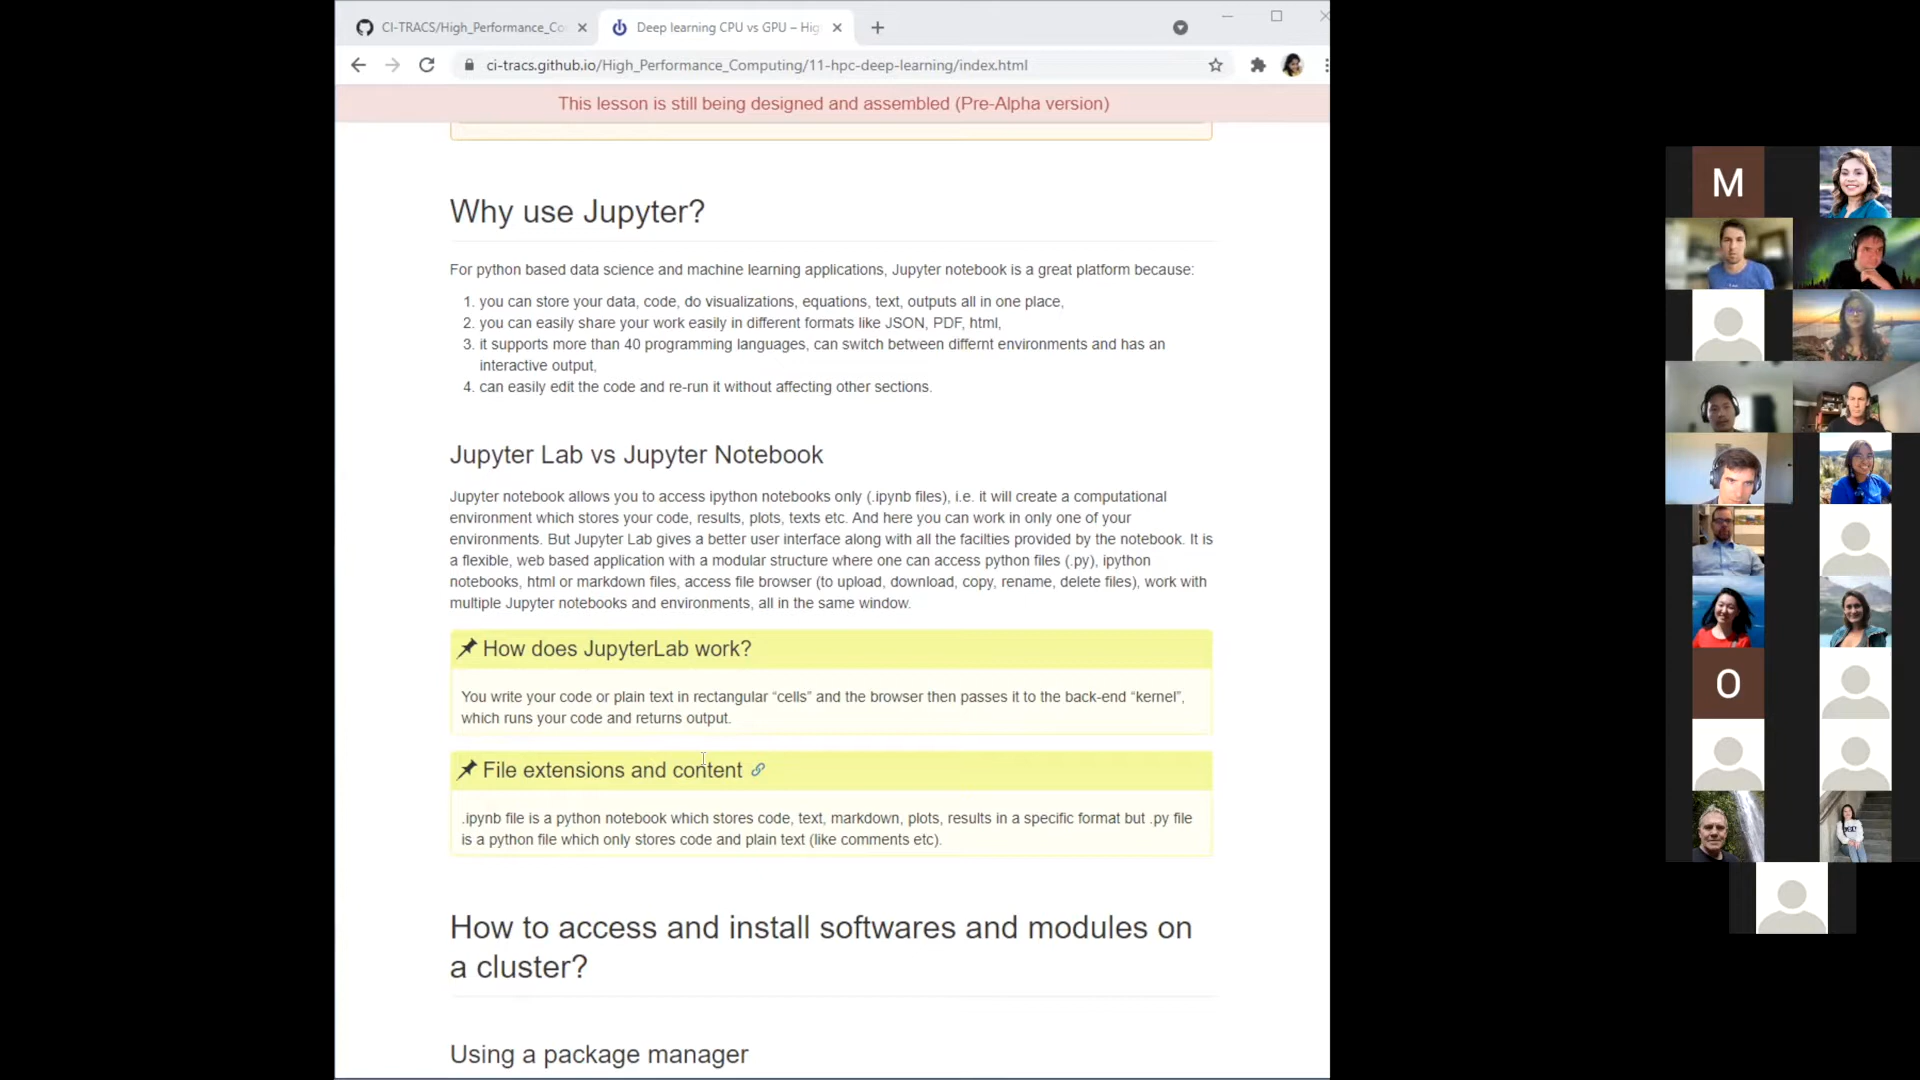 CI-TRACS/High_Performance_Co
Deep learning CPU vs GPU – Hig
ci-tracs.github.io/High_Performance_Computing/11-hpc-deep-learning/index.html
This lesson is still being designed and assembled (Pre-Alpha version)
Why use Jupyter?
For python based data science and machine learning applications, Jupyter notebook is a great platform because:
1. you can store your data, code, do visualizations, equations, text, outputs all in one place,
2. you can easily share your work easily in different formats like JSON, PDF, html,
3. it supports more than 40 programming languages, can switch between differnt environments and has an
interactive output,
4. can easily edit the code and re-run it without affecting other sections.
Jupyter Lab vs Jupyter Notebook
Jupyter notebook allows you to access ipython notebooks only (.ipynb files), i.e. it will create a computational
environment which stores your code, results, plots, texts etc. And here you can work in only one of your
environments. But Jupyter Lab gives a better user interface along with all the facilties provided by the notebook. It is
a flexible, web based application with a modular structure where one can access python files (.py), ipython
notebooks, html or markdown files, access file browser (to upload, download, copy, rename, delete files), work with
multiple Jupyter notebooks and environments, all in the same window.
How does JupyterLab work?
You write your code or plain text in rectangular “cells” and the browser then passes it to the back-end “kernel”,
which runs your code and returns output.
File extensions and content
.ipynb file is a python notebook which stores code, text, markdown, plots, results in a specific format but .py file
is a python file which only stores code and plain text (like comments etc).
How to access and install softwares and modules on
a cluster?
Using a package manager
M
O